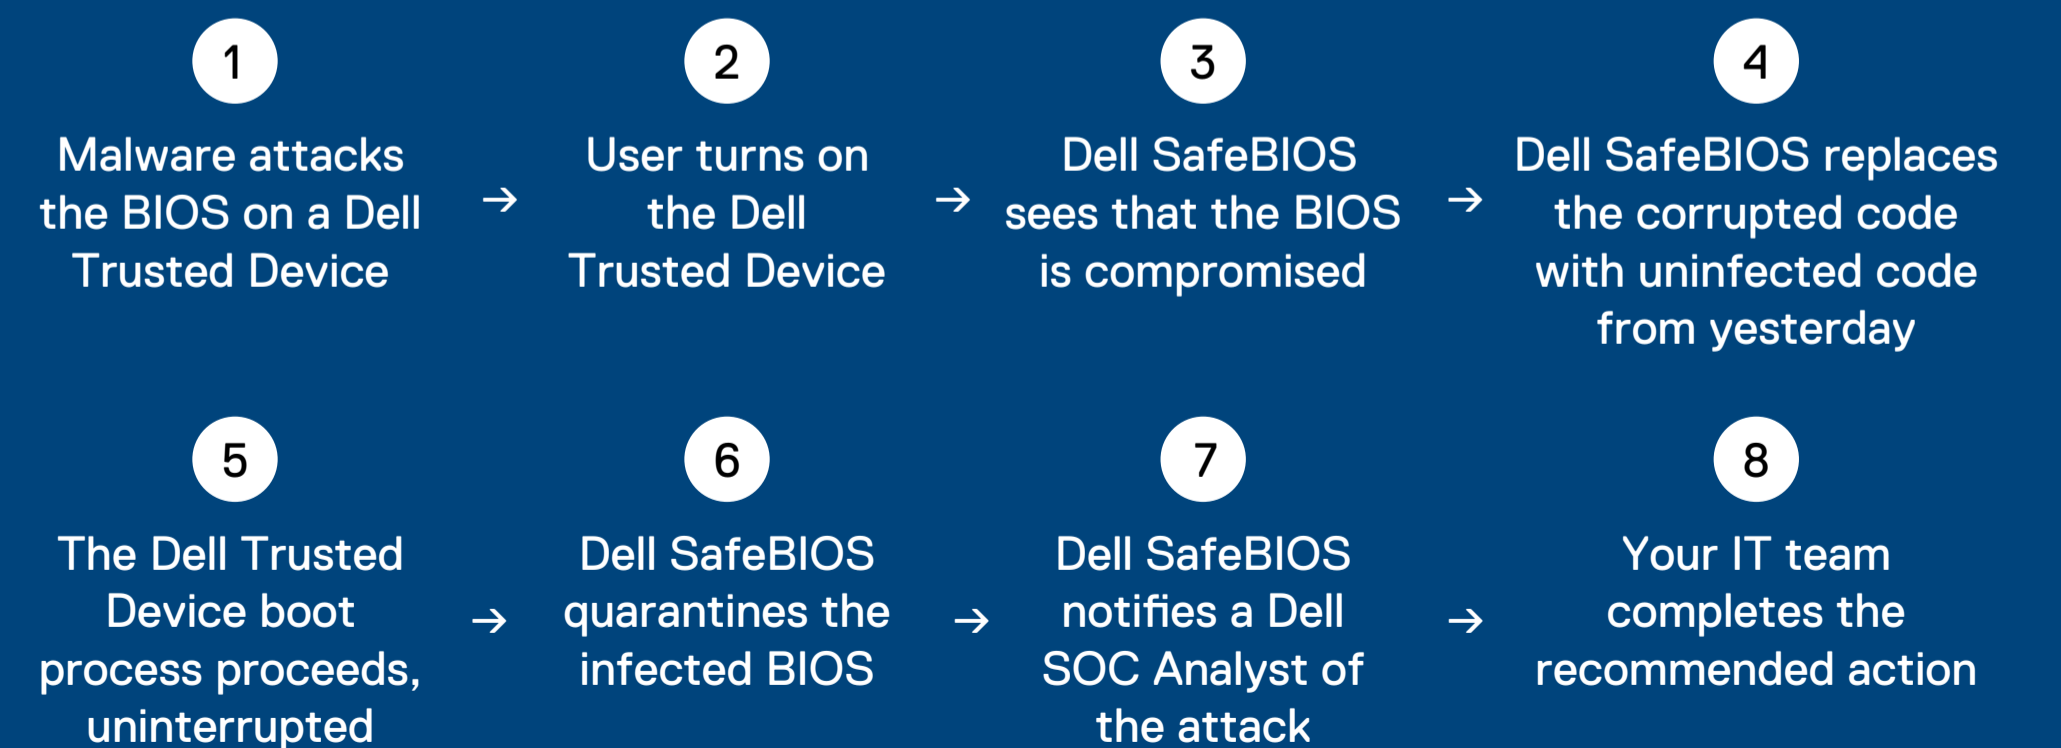 1
Malware attacks
the BIOS on a Dell
Trusted Device
→
2
User turns on
the Dell
Trusted Device
→
3
Dell SafeBIOS
sees that the BIOS
is compromised
→
4
Dell SafeBIOS replaces
the corrupted code
with uninfected code
from yesterday
5
The Dell Trusted
Device boot
process proceeds,
uninterrupted
→
6
Dell SafeBIOS
quarantines the
infected BIOS
→
7
Dell SafeBIOS
notifies a Dell
SOC Analyst of
the attack
→
8
Your IT team
completes the
recommended action